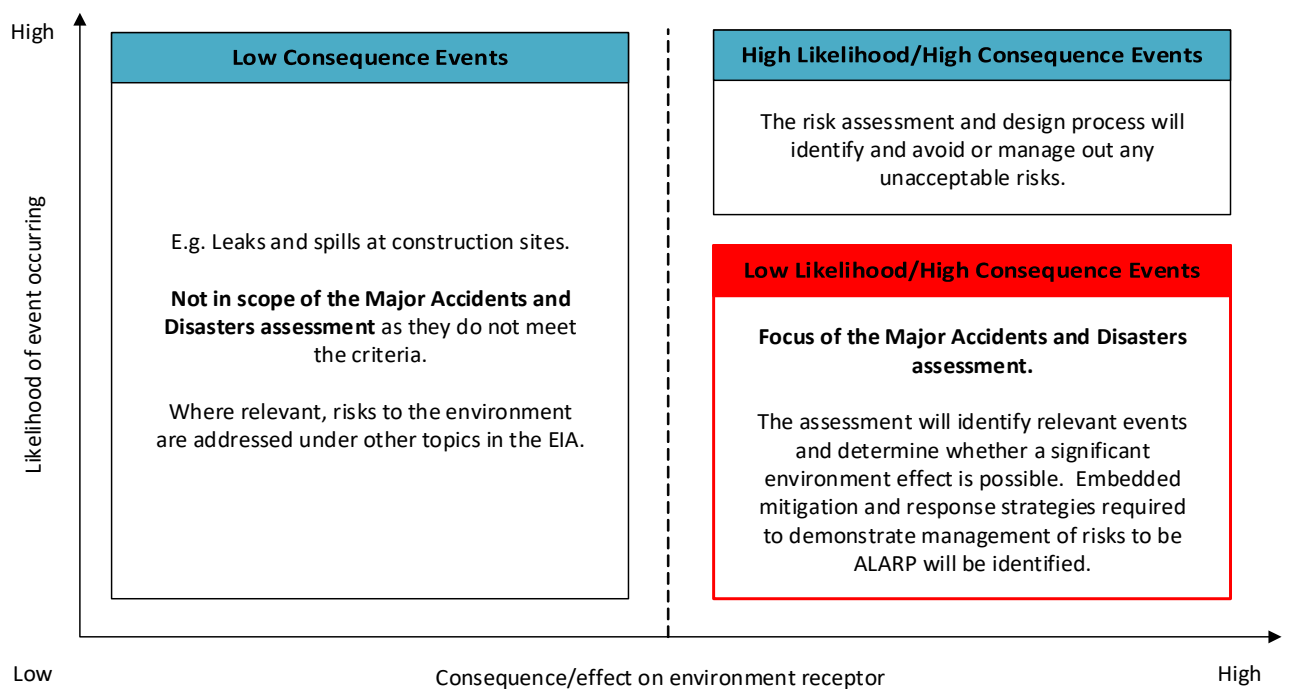 High
Likelihood of event occurring
Low Consequence Events
E.g. Leaks and spills at construction sites.
Not in scope of the Major Accidents and
Disasters assessment as they do not meet
the criteria.
Where relevant, risks to the environment
are addressed under other topics in the EIA.
High Likelihood/High Consequence Events
The risk assessment and design process will
identify and avoid or manage out any
unacceptable risks.
Low Likelihood/High Consequence Events
Focus of the Major Accidents and Disasters
assessment.
The assessment will identify relevant events
and determine whether a significant
environment effect is possible.  Embedded
mitigation and response strategies required
to demonstrate management of risks to be
ALARP will be identified.
Low
Consequence/effect on environment receptor
High